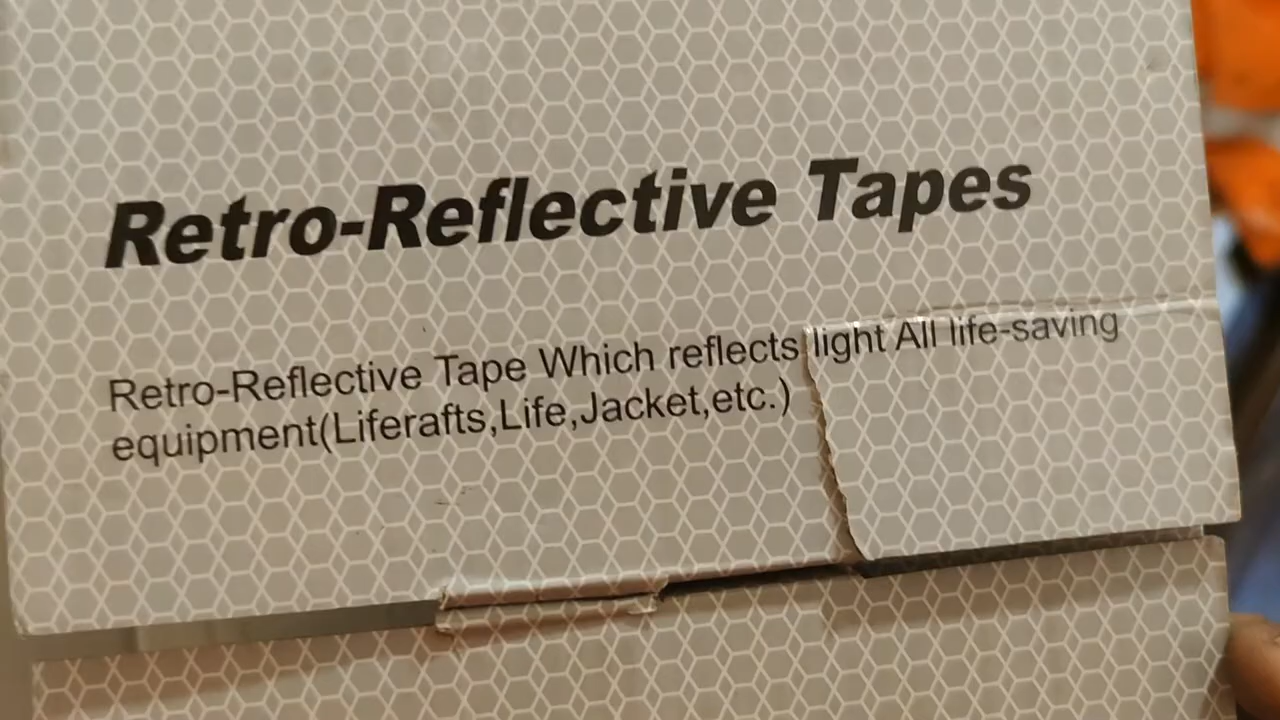 Retro-Reflective Tapes
Retro-Reflective Tape Which reflects light All life-saving
equipment(Liferafts,Life,Jacket,etc.)